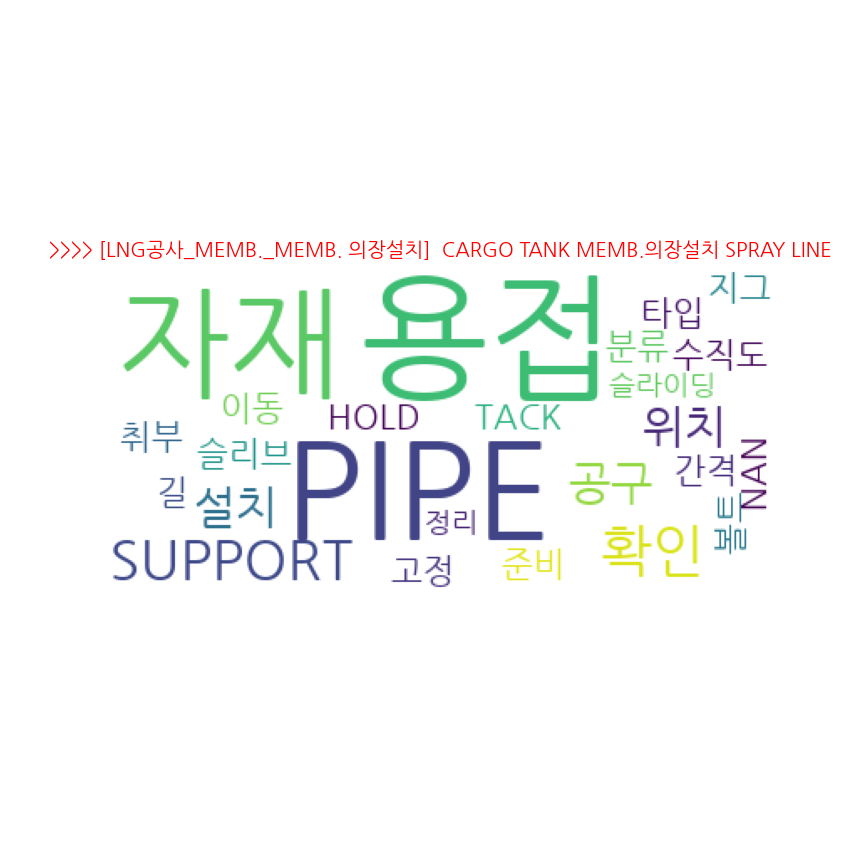 >>>> [LNG공사_MEMB._MEMB. 의장설치]  CARGO TANK MEMB.의장설치 SPRAY LINE
자재
용접
지그
타입
분류
수직도
슬라이딩
이동
HOLD
TACK
위치
취부
슬리브
PIPE
간격
NAN
길
설치
공구
정리
볼트
SUPPORT
고정
준비
확인